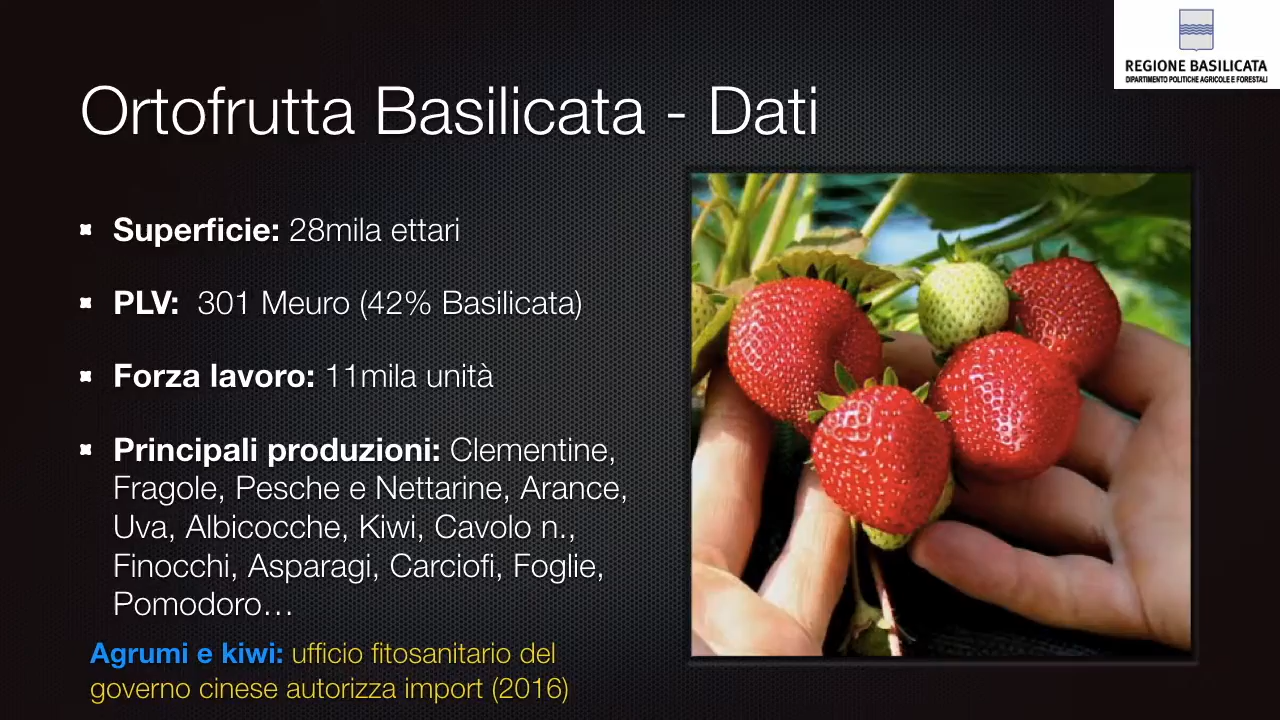 REGIONE BASILICATA
DIPARTIMENTO POLITICHE AGRICOLE E FORESTALI
Ortofrutta Basilicata - Dati
Superficie: 28mila ettari
PLV: 301 Meuro (42% Basilicata)
Forza lavoro: 11mila unità
Principali produzioni: Clementine,
Fragole, Pesche e Nettarine, Arance,
Uva, Albicocche, Kiwi, Cavolo n.,
Finocchi, Asparagi, Carciofi, Foglie,
Pomodoro…
Agrumi e kiwi: ufficio fitosanitario del
governo cinese autorizza import (2016)